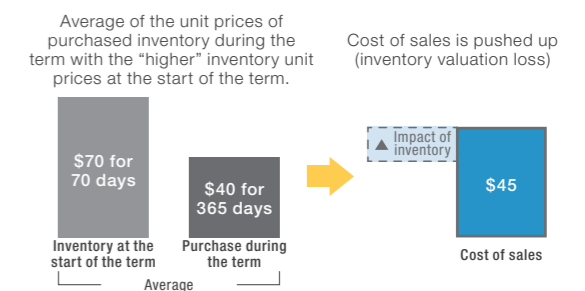 Average of the unit prices of
purchased inventory during the
term with the “higher” inventory unit
prices at the start of the term.
Cost of sales is pushed up
(inventory valuation loss)
$70 for
70 days
$40 for
365 days
▲ Impact of
inventory
$45
Inventory at the
start of the term
Purchase during
the term
Cost of sales
Average